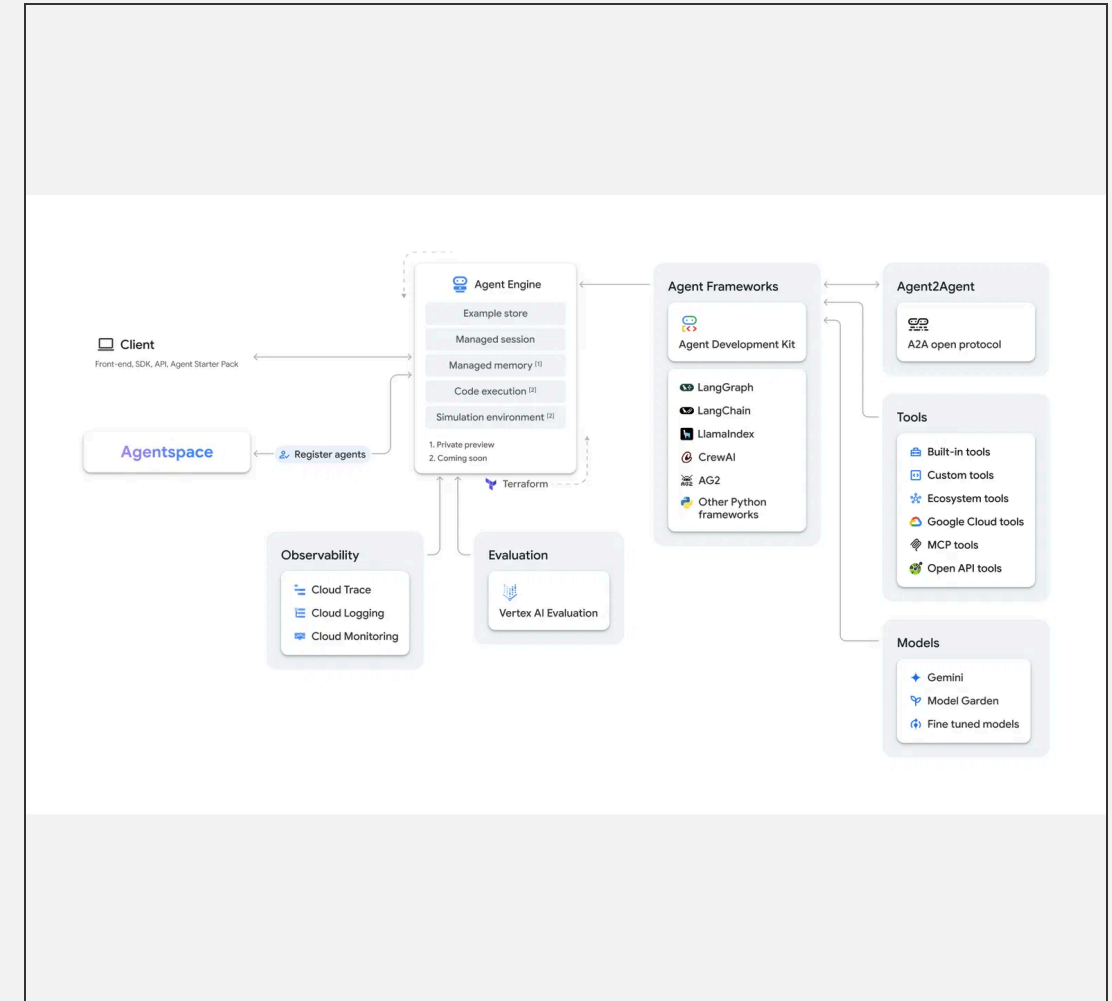 Client
Front-end, SDK, API, Agent Starter Pack
Agentspace
Register agents
Agent Engine
Example store
Managed session
Managed memory [1]
Code execution [2]
Simulation environment [2]
1. Private preview
2. Coming soon
Terraform
Observability
Cloud Trace
Cloud Logging
Cloud Monitoring
Evaluation
Vertex AI Evaluation
Agent Frameworks
Agent Development Kit
LangGraph
LangChain
LlamaIndex
CrewAI
AG2
AG2
Other Python
frameworks
Agent2Agent
A2A open protocol
Tools
Built-in tools
Custom tools
Ecosystem tools
Google Cloud tools
MCP tools
Open API tools
Models
Gemini
Model Garden
Fine tuned models